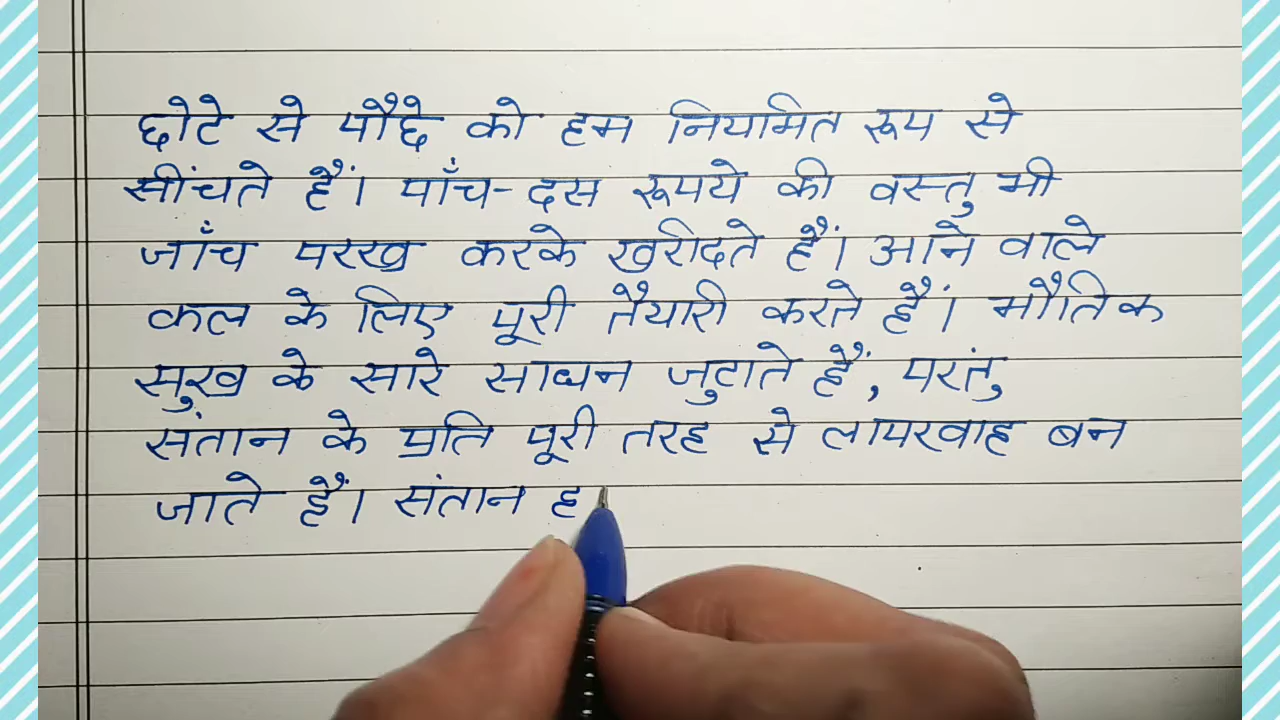 छोटे से पौधे को हम नियमित रूप से
सींचते हैं। पाँच-दस रूपये की वस्तु भी
जाँच परख करके खरीदते हैं। आने वाले
कल के लिए पूरी तैयारी करते हैं। भौतिक
सुख के सारे साधन जुटाते हैं, परंतु
संतान के प्रति पूरी तरह से लापरवाह बन
जाते हैं। संतान ह